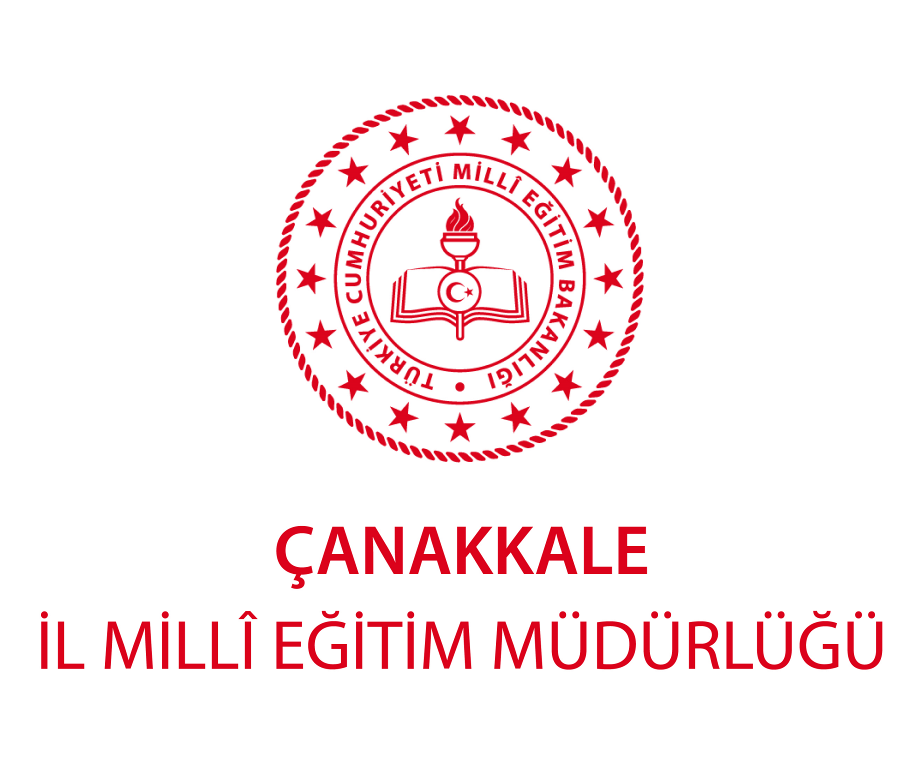 TÜRKİYE CUMHURİYETİ MİLLÎ EĞİTİM BAKANLIĞI
ÇANAKKALE
İL MİLLÎ EĞİTİM MÜDÜRLÜĞÜ